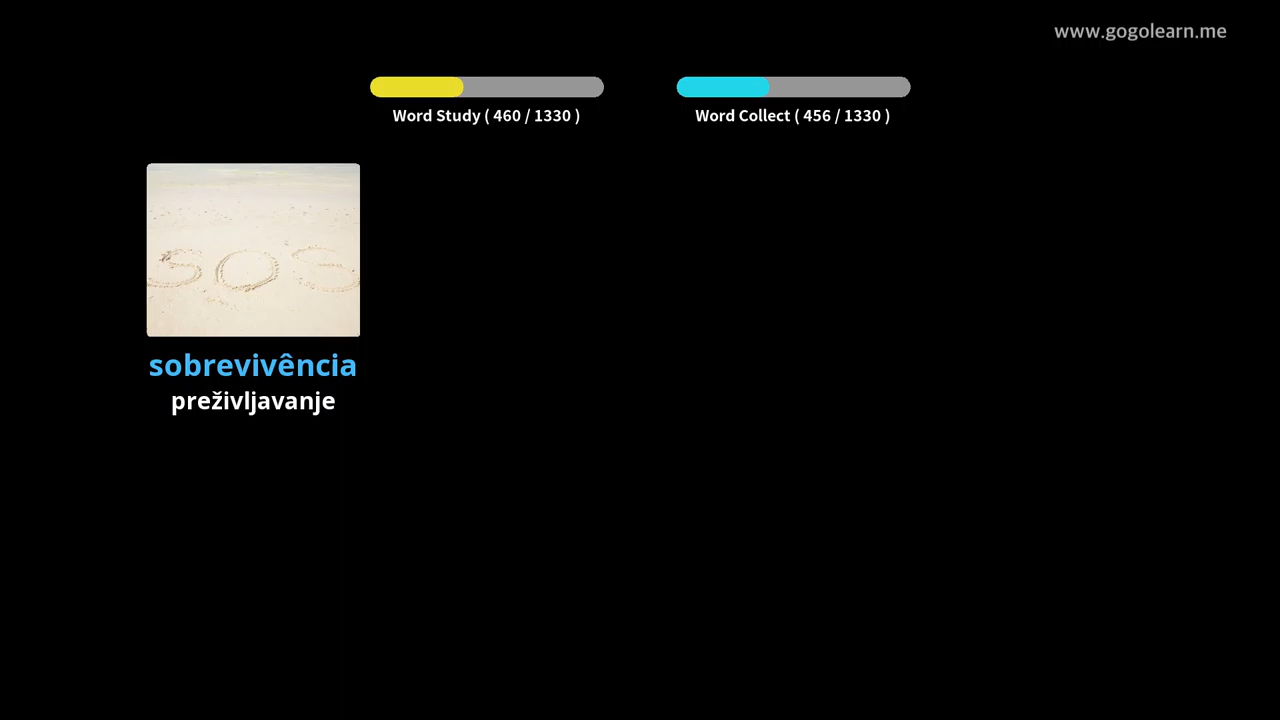 www.gogolearn.me
Word Study ( 460 / 1330 )
Word Collect ( 456 / 1330 )
SOS
sobrevivência
preživljavanje